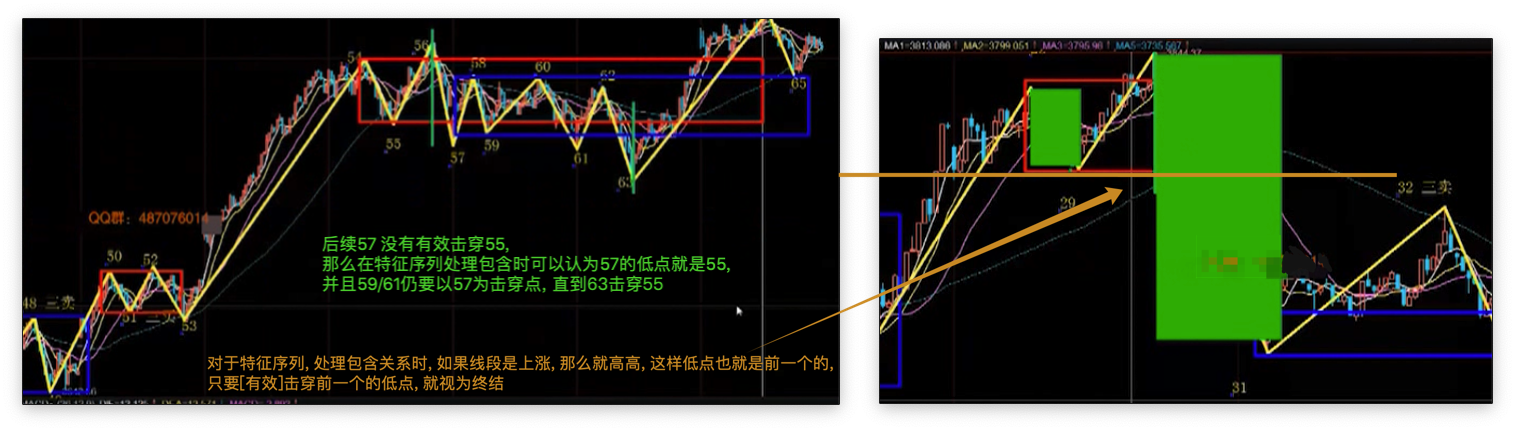 54
56
58
60
62
65
55
57
59
61
63
QQ群: 487076014
50
52
48 三卖
53
后续57 没有有效击穿55,
那么在特征序列处理包含时可以认为57的低点就是55,
并且59/61仍要以57为击穿点, 直到63击穿55
对于特征序列, 处理包含关系时, 如果线段是上涨, 那么就高高, 这样低点也就是前一个的,
只要[有效]击穿前一个的低点, 就视为终结
MA1=3813.086
MA2=3799.051
MA3=3795.96
MA5=3735.567
29
32 三卖
31